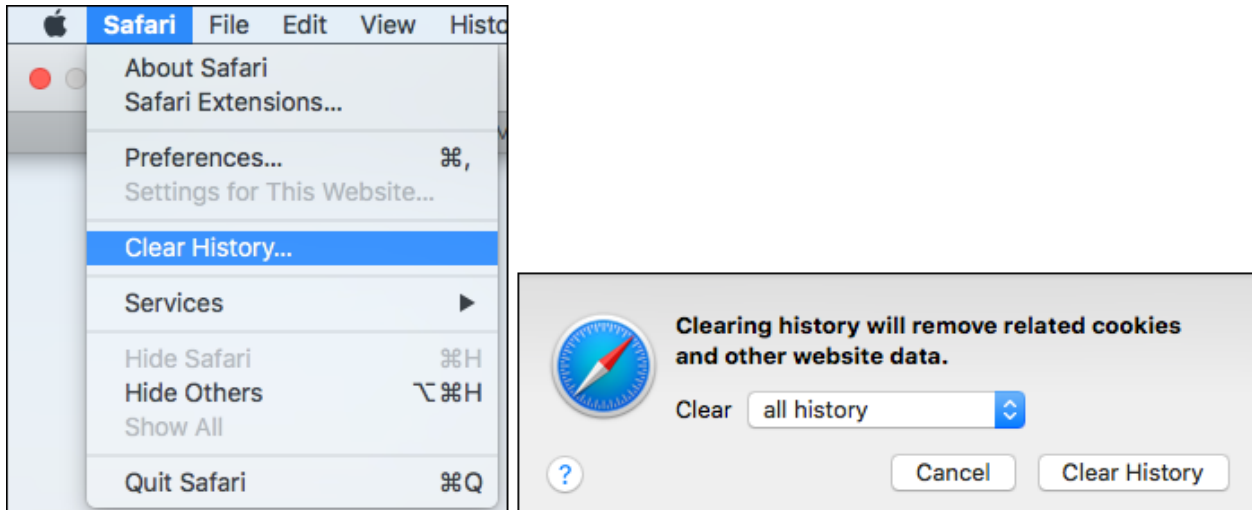 Safari File Edit View Histo
About Safari
Safari Extensions...
Preferences... ⌘,
Settings for This Website...
Clear History...
Services ▶
Hide Safari ⌘H
Hide Others ⌥⌘H
Show All
Quit Safari ⌘Q
Clearing history will remove related cookies
and other website data.
Clear all history
? Cancel Clear History